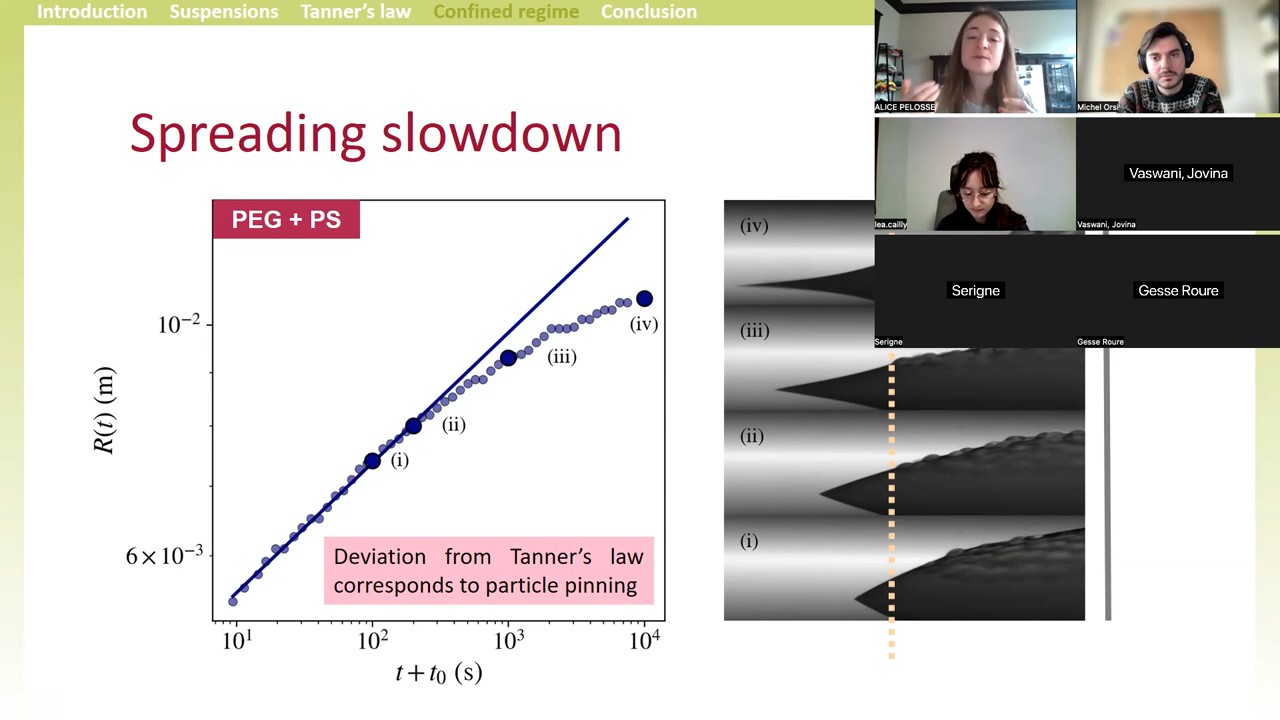 Introduction Suspensions Tanner's law Confined regime Conclusion
Spreading slowdown
PEG + PS
R(t) (m)
10⁻²
6×10⁻³
(i)
(ii)
(iii)
(iv)
Deviation from Tanner's law
corresponds to particle pinning
10¹ 10² 10³ 10⁴
t + t₀ (s)
(iv)
(iii)
(ii)
(i)
ALICE PELOSSE
Michel Orsi
lea.cailly
Vaswani, Jovina
Vaswani, Jovina
Serigne
Serigne
Gesse Roure
Gesse Roure